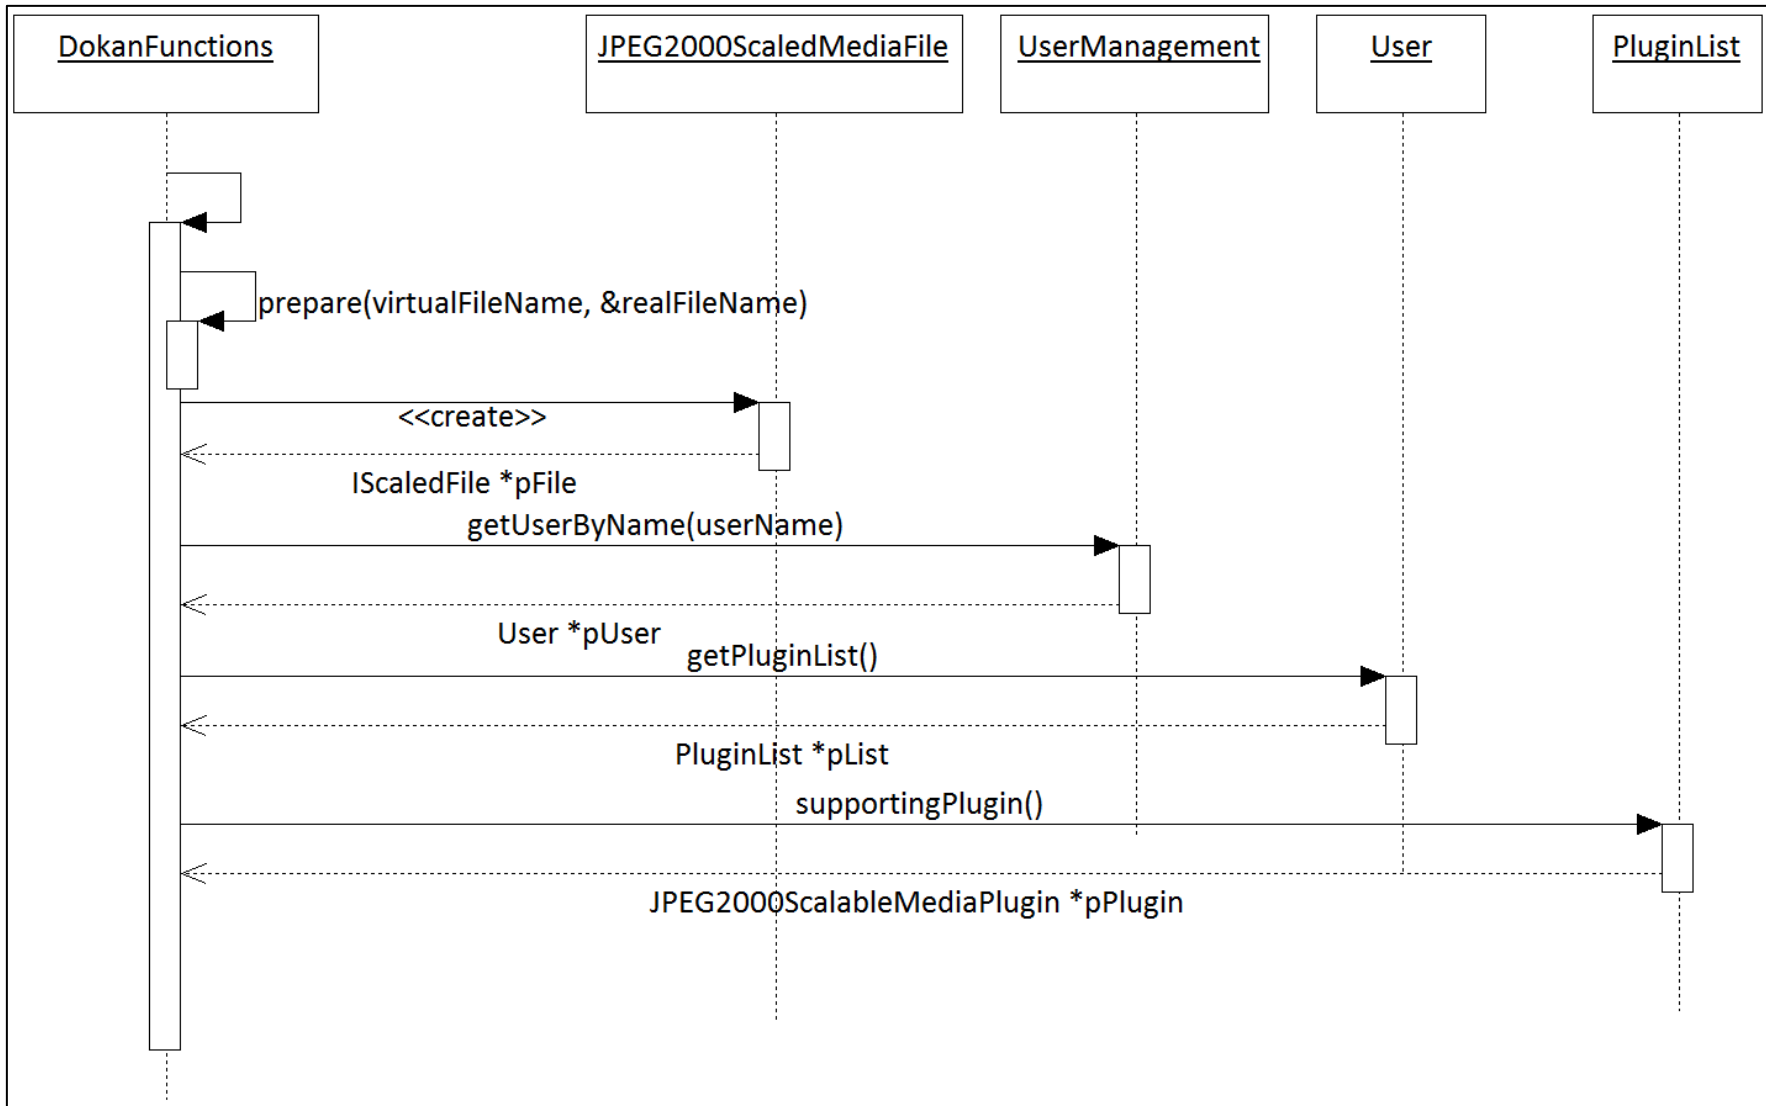 DokanFunctions
JPEG2000ScaledMediaFile
UserManagement
User
PluginList
prepare(virtualFileName, &realFileName)
<<create>>
IScaledFile *pFile
getUserByName(userName)
User *pUser
getPluginList()
PluginList *pList
supportingPlugin()
JPEG2000ScalableMediaPlugin *pPlugin